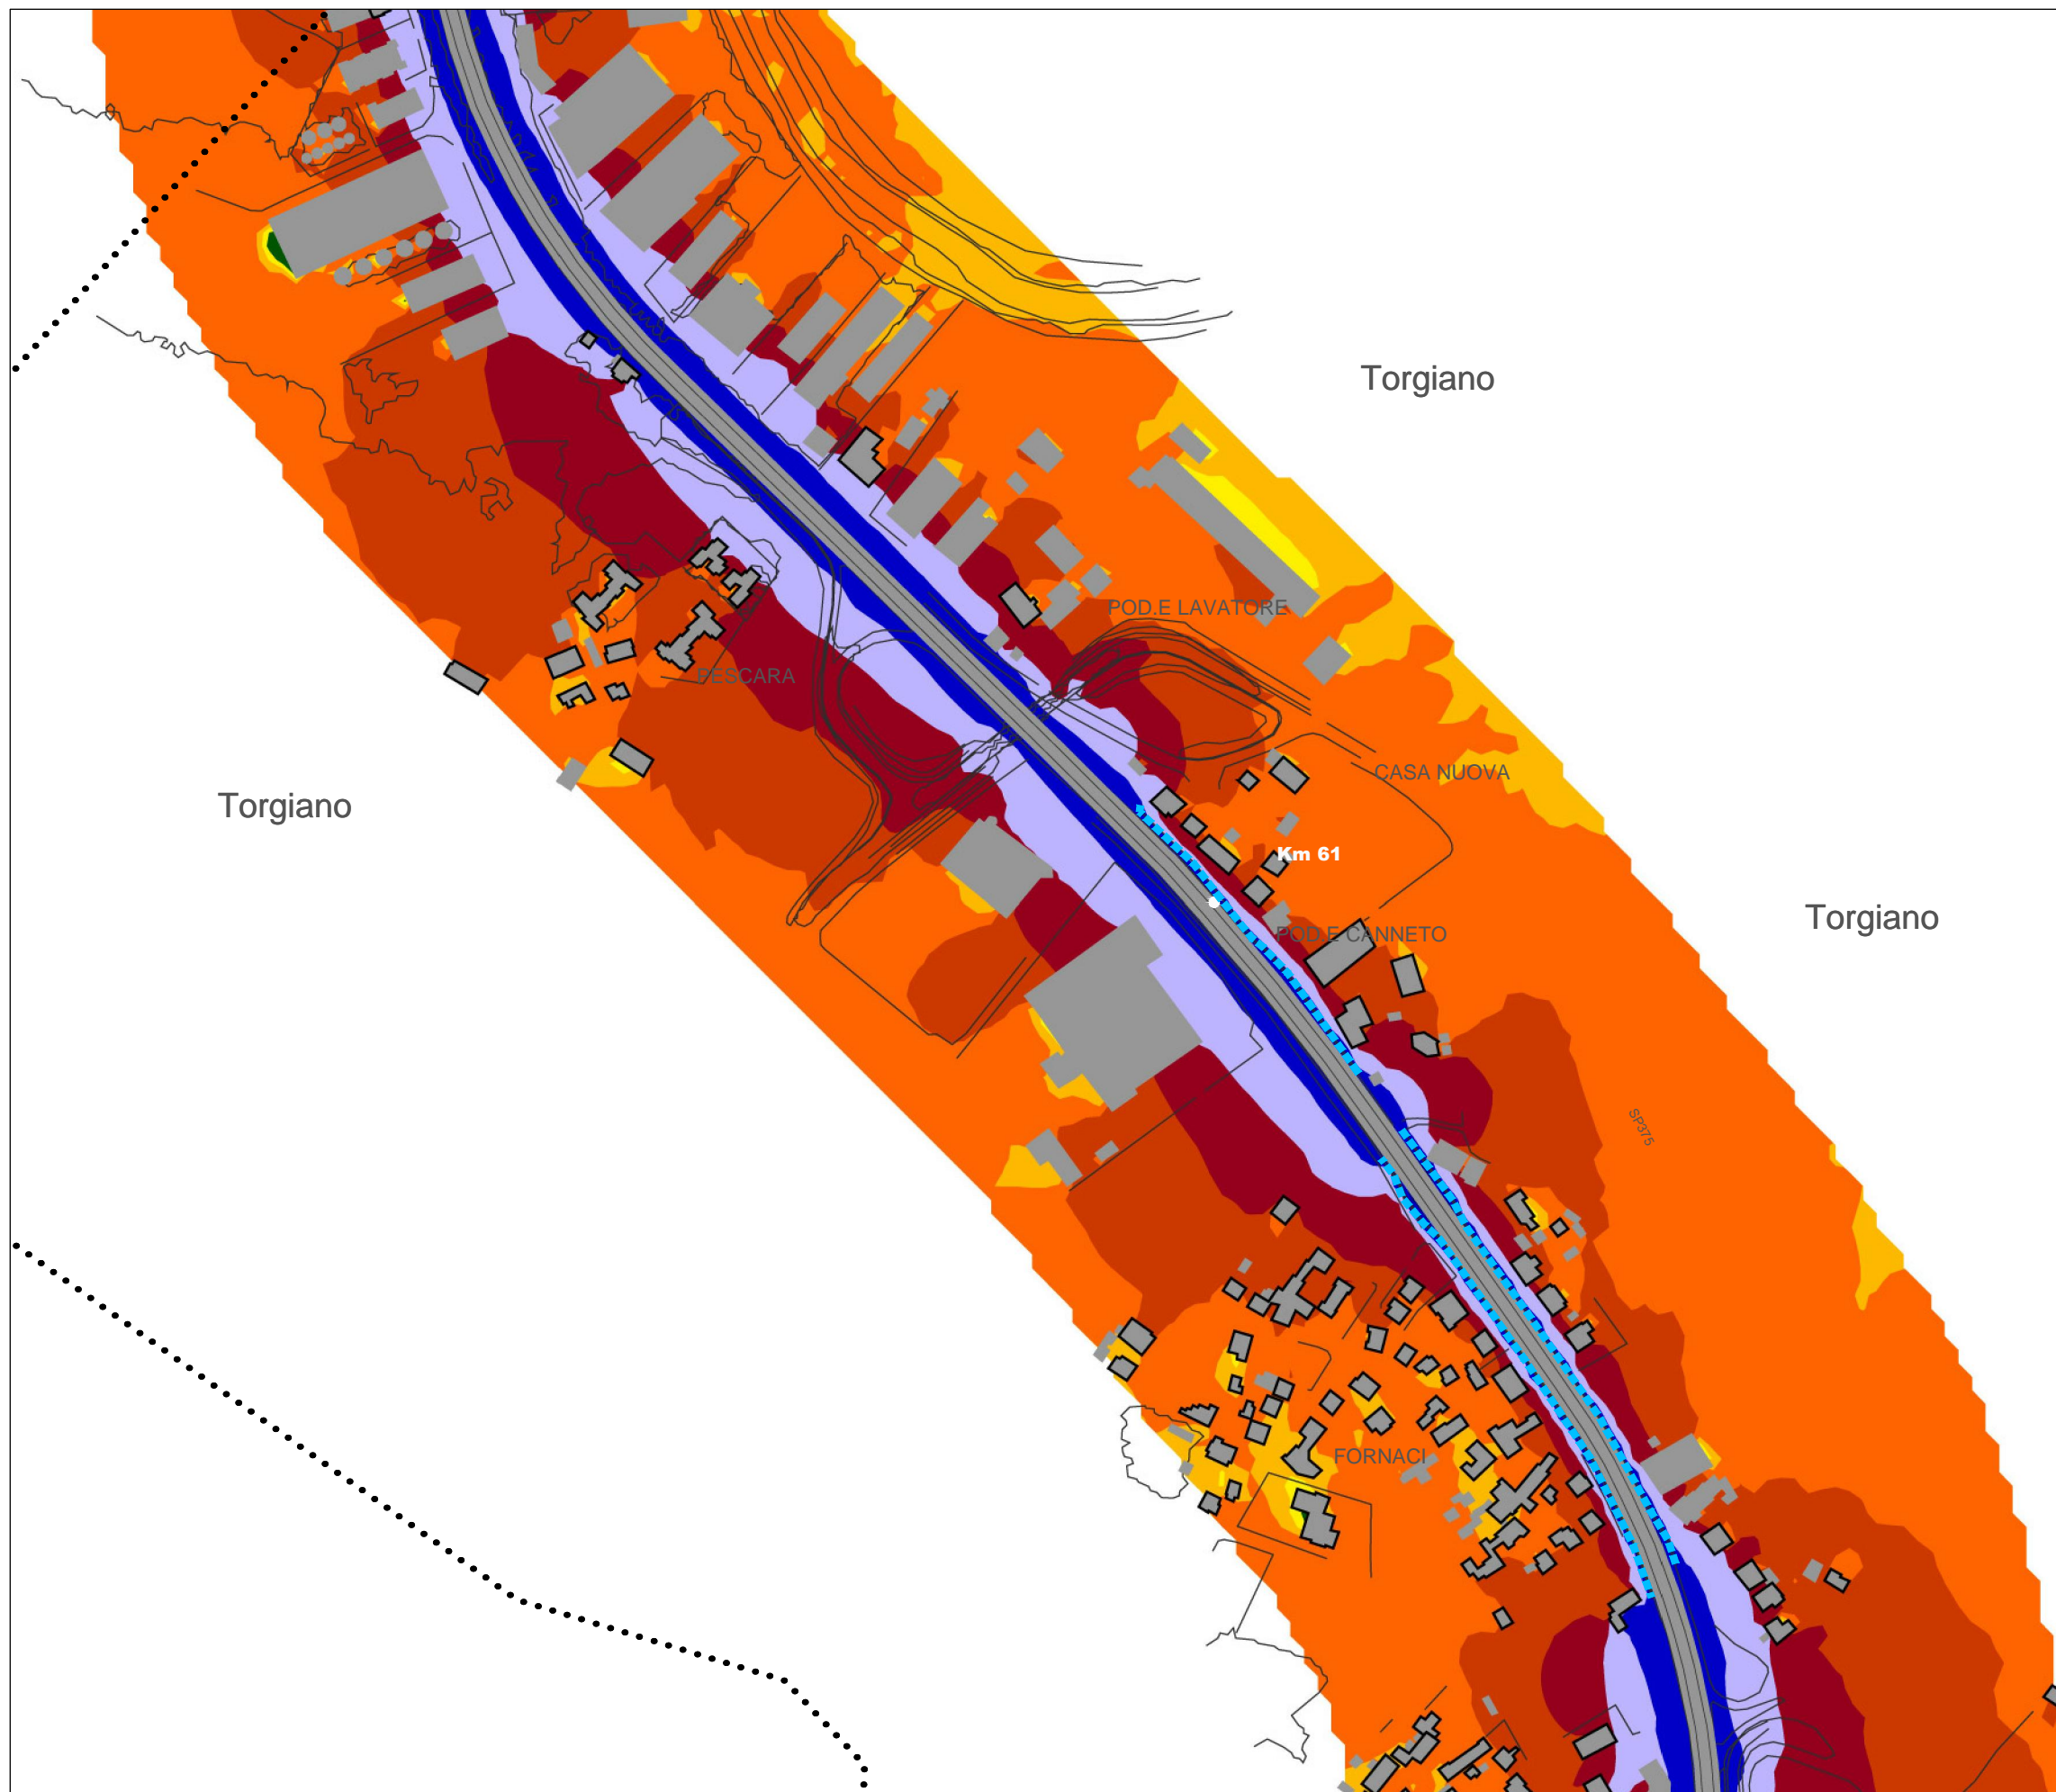 Torgiano
POD.E LAVATORE
PESCARA
CASA NUOVA
Torgiano
Km 61
Torgiano
POD.E CANNETO
SP375
FORNACI